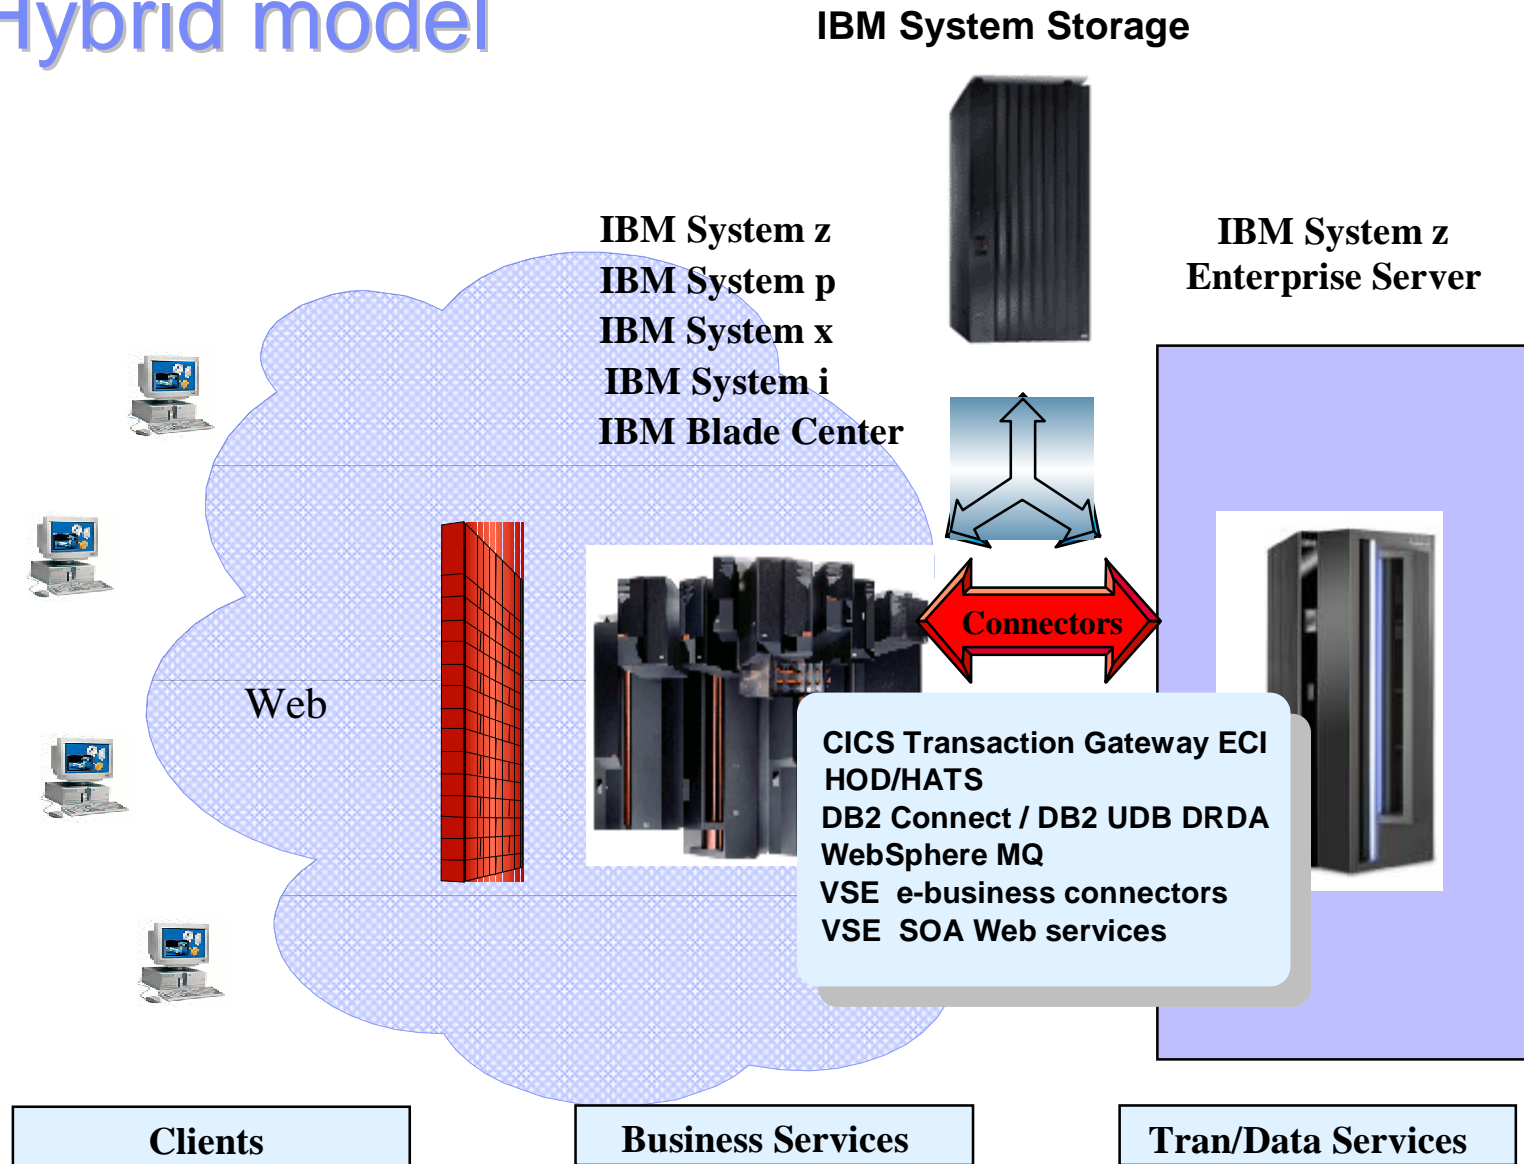 Hybrid model
IBM System Storage
IBM System z
IBM System p
IBM System x
IBM System i
IBM Blade Center
IBM System z
Enterprise Server
Connectors
Web
CICS Transaction Gateway ECI
HOD/HATS
DB2 Connect / DB2 UDB DRDA
WebSphere MQ
VSE e-business connectors
VSE SOA Web services
Clients
Business Services
Tran/Data Services